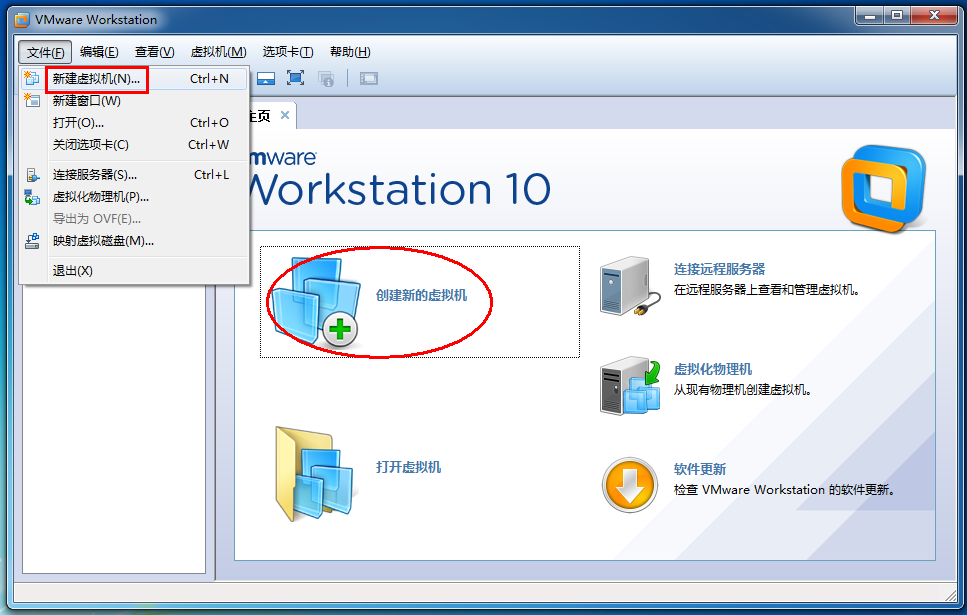 VMware Workstation
文件(F) 编辑(E) 查看(V) 虚拟机(M) 选项卡(T) 帮助(H)
新建虚拟机(N)... Ctrl+N
新建窗口(W)
打开(O)... Ctrl+O
关闭选项卡(C) Ctrl+W
连接服务器(S)... Ctrl+L
虚拟化物理机(P)...
导出为 OVF(E)...
映射虚拟磁盘(M)...
退出(X)
主页
mware
Workstation 10
创建新的虚拟机
打开虚拟机
连接远程服务器
在远程服务器上查看和管理虚拟机。
虚拟化物理机
从现有物理机创建虚拟机。
软件更新
检查 VMware Workstation 的软件更新。